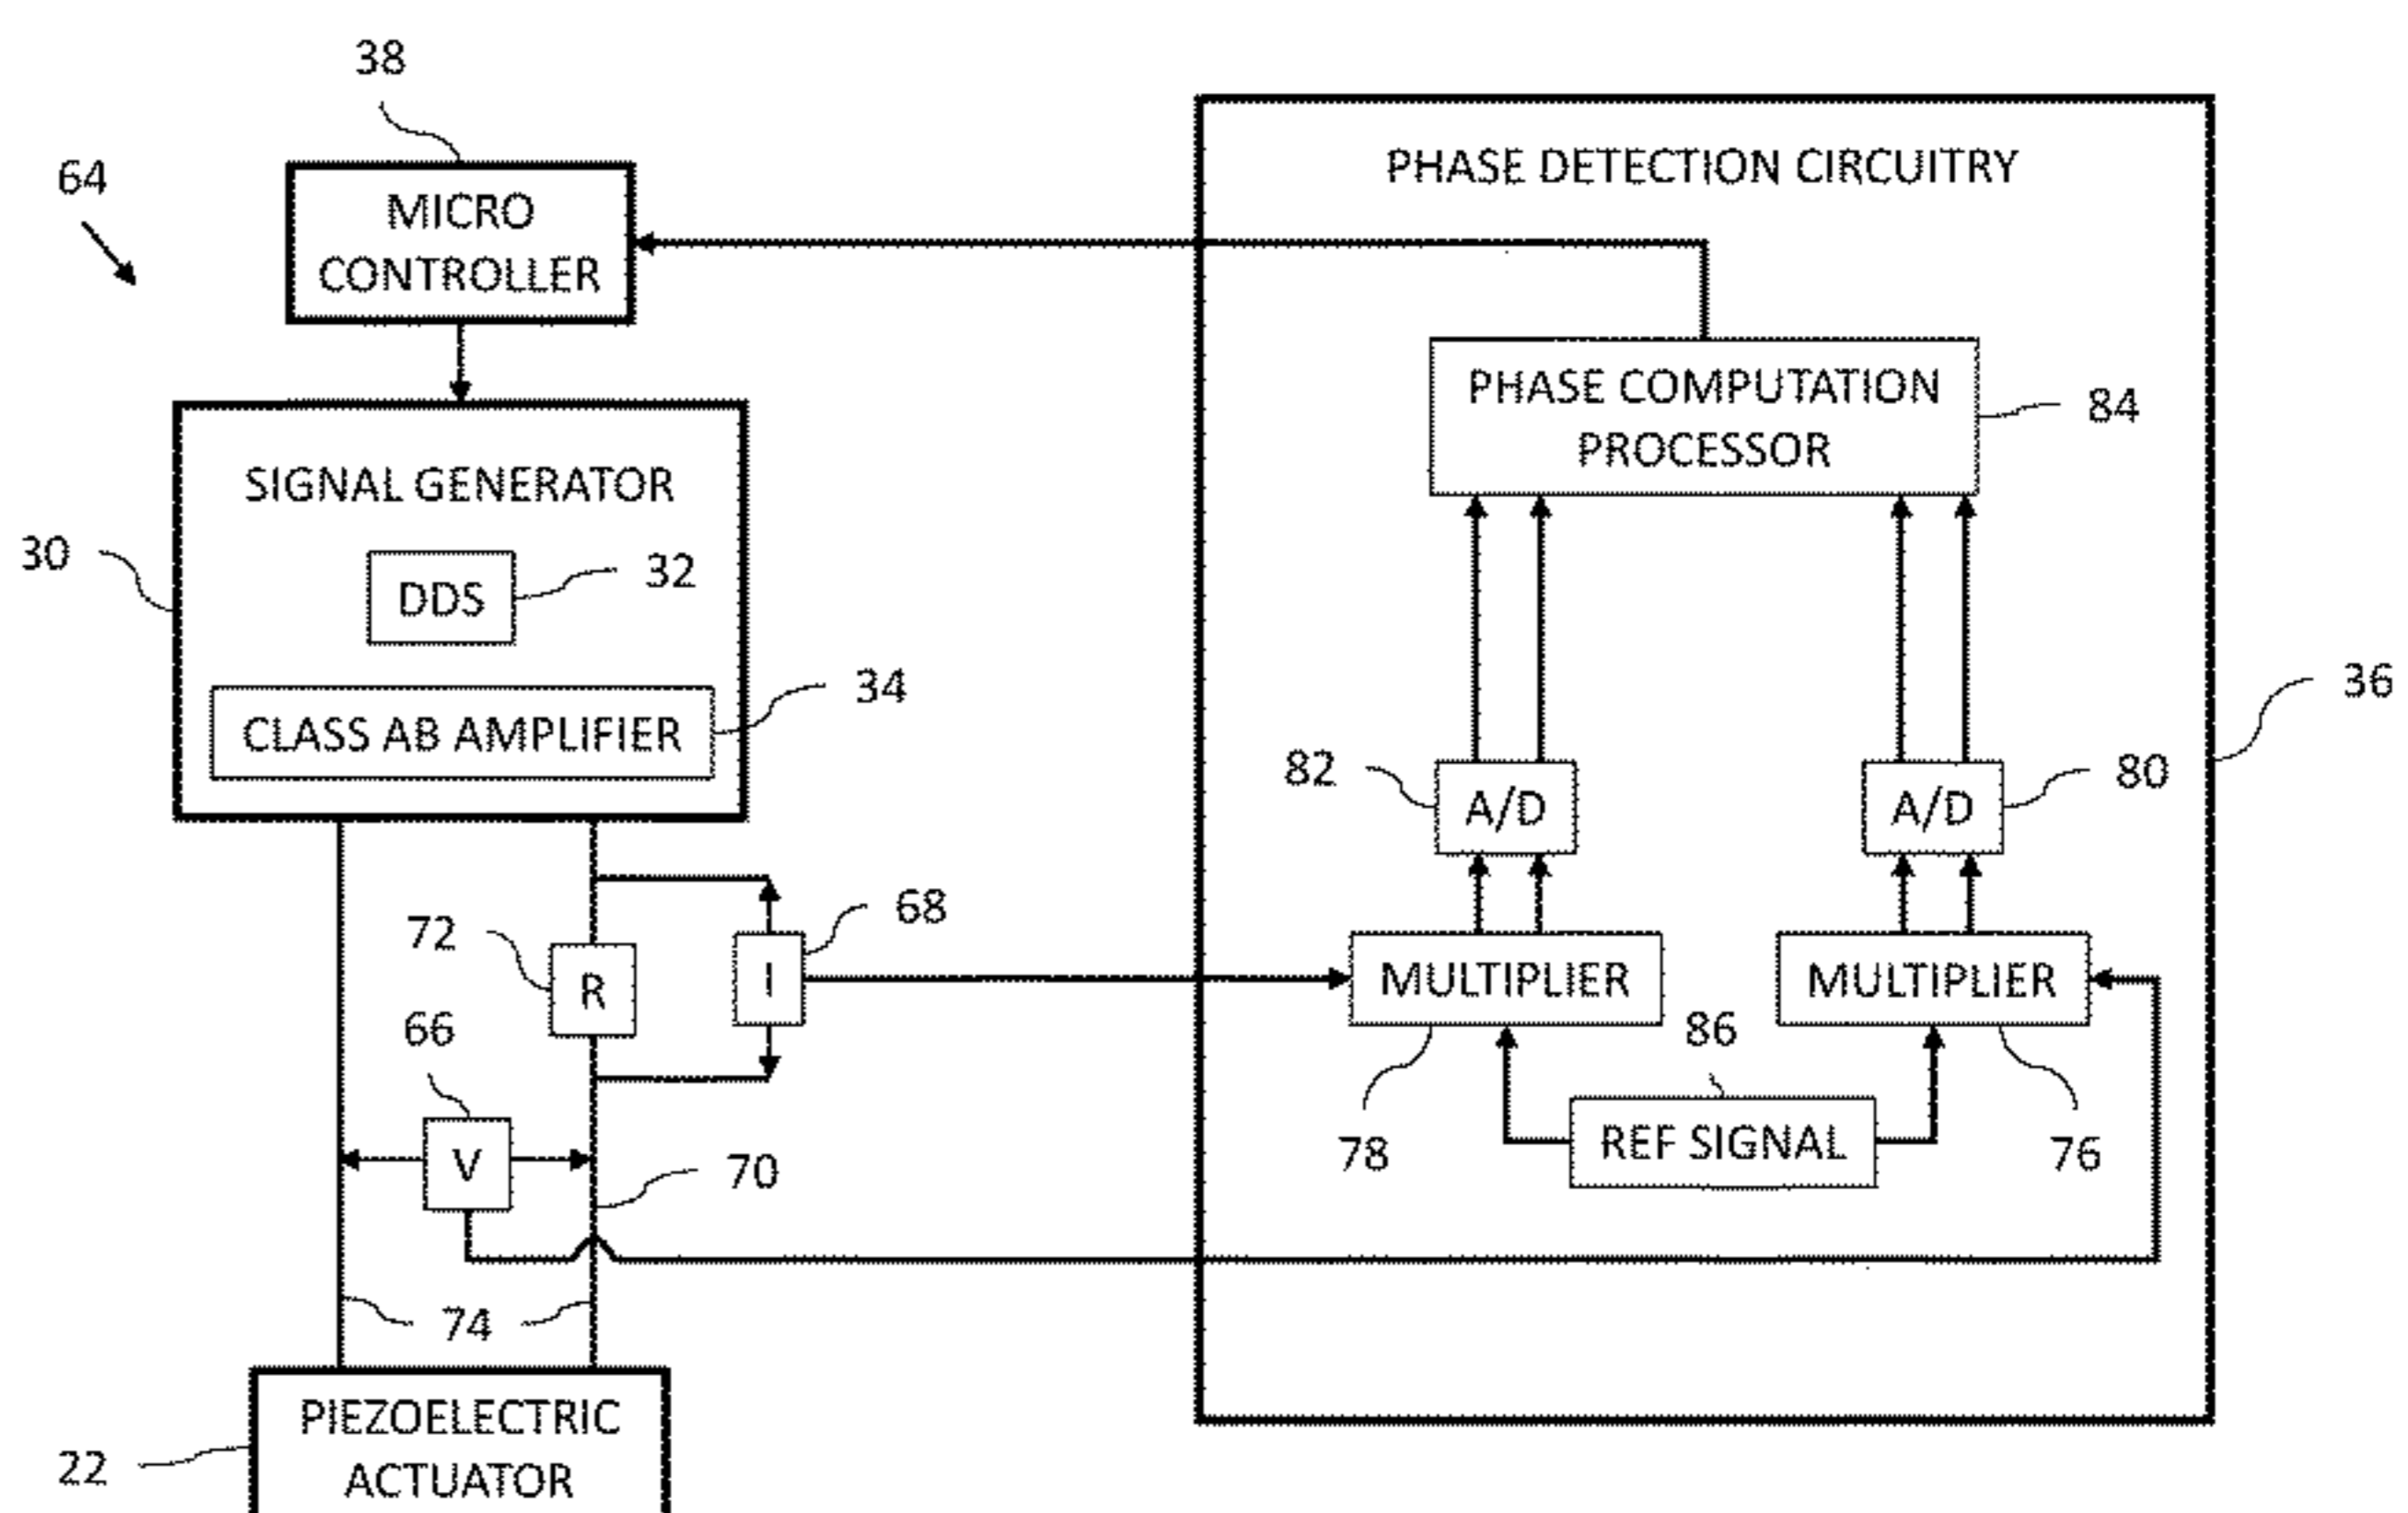 38
64
MICRO
CONTROLLER
PHASE DETECTION CIRCUITRY
PHASE COMPUTATION
PROCESSOR
84
SIGNAL GENERATOR
30
DDS
32
34
CLASS AB AMPLIFIER
36
82
A/D
A/D
80
72
R
68
I
MULTIPLIER
MULTIPLIER
66
86
V
70
78
REF SIGNAL
76
74
PIEZOELECTRIC
ACTUATOR
22